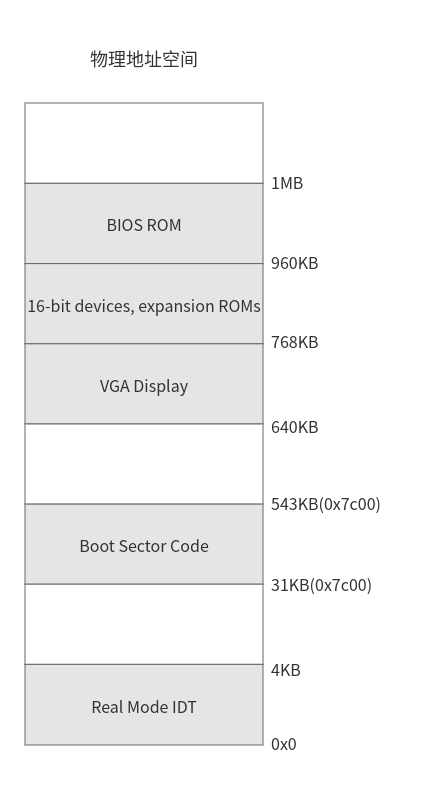 物理地址空间
1MB
BIOS ROM
960KB
16-bit devices, expansion ROMs
768KB
VGA Display
640KB
543KB(0x7c00)
Boot Sector Code
31KB(0x7c00)
4KB
Real Mode IDT
0x0